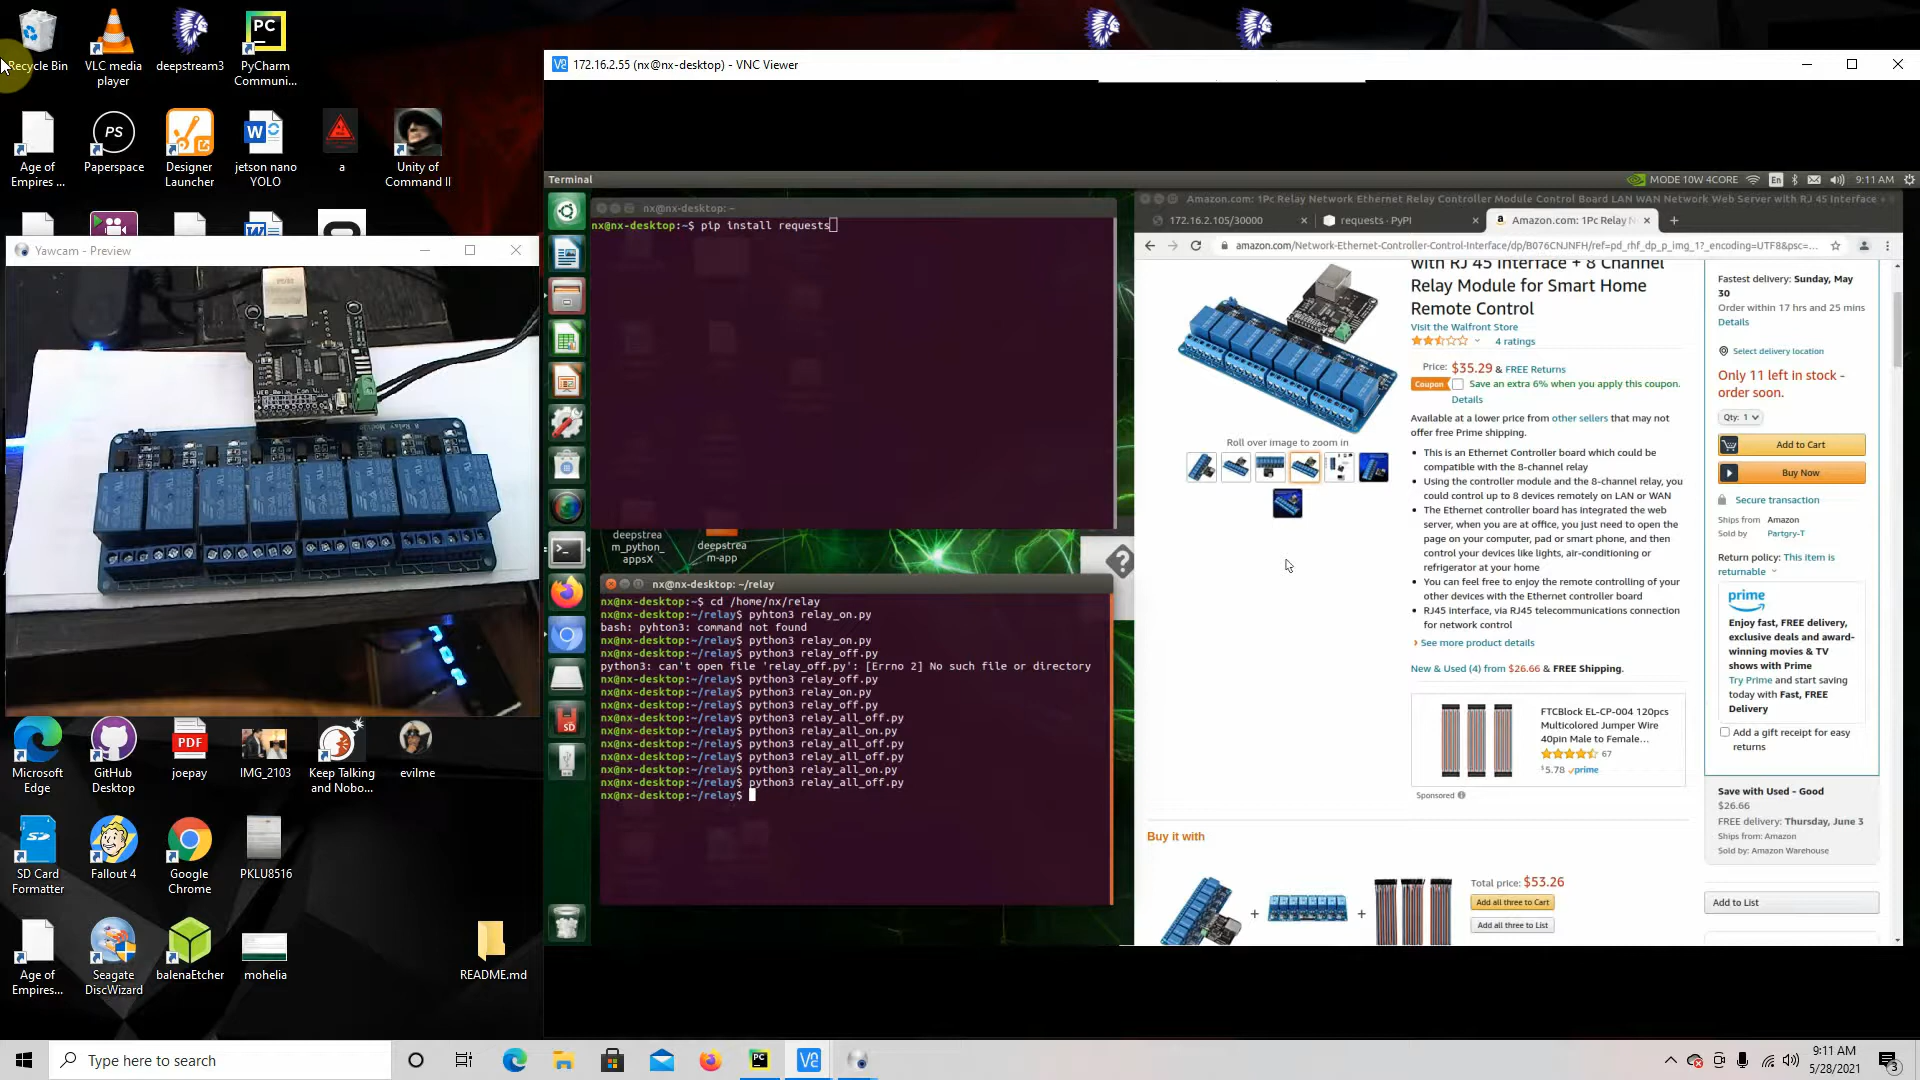 Recycle Bin
VLC media player
deepstream3
PyCharm Communi...
Age of Empires ...
Paperspace
Designer Launcher
jetson nano YOLO
a
Unity of Command II
Yawcam - Preview
Microsoft Edge
GitHub Desktop
joepay
IMG_2103
Keep Talking and Nobo...
evilme
SD Card Formatter
Fallout 4
Google Chrome
PKLU8516
Age of Empires...
Seagate DiscWizard
balenaEtcher
mohelia
README.md
172.16.2.55 (nx@nx-desktop) - VNC Viewer
Terminal
MODE 10W 4CORE
En
9:11 AM
nx@nx-desktop: ~
nx@nx-desktop:~$ pip install requests
deepstrea m_python_ appsX
deepstrea m-app
nx@nx-desktop: ~/relay
nx@nx-desktop:~$ cd /home/nx/relay
nx@nx-desktop:~/relay$ pyhton3 relay_on.py
bash: pyhton3: command not found
nx@nx-desktop:~/relay$ python3 relay_on.py
nx@nx-desktop:~/relay$ python3 relay_off.py
python3: can't open file 'relay_off.py': [Errno 2] No such file or directory
nx@nx-desktop:~/relay$ python3 relay_off.py
nx@nx-desktop:~/relay$ python3 relay_on.py
nx@nx-desktop:~/relay$ python3 relay_off.py
nx@nx-desktop:~/relay$ python3 relay_all_off.py
nx@nx-desktop:~/relay$ python3 relay_all_on.py
nx@nx-desktop:~/relay$ python3 relay_all_off.py
nx@nx-desktop:~/relay$ python3 relay_all_off.py
nx@nx-desktop:~/relay$ python3 relay_all_on.py
nx@nx-desktop:~/relay$ python3 relay_all_off.py
nx@nx-desktop:~/relay$
Amazon.com: 1Pc Relay Network Ethernet Relay Controller Module Control Board LAN WAN Network Web Server with RJ 45 Interface +
172.16.2.105/30000
requests · PyPI
Amazon.com: 1Pc Relay N
amazon.com/Network-Ethernet-Controller-Control-Interface/dp/B076CNJNFH/ref=pd_rhf_dp_p_img_1?_encoding=UTF8&psc=...
with RJ 45 Interface + 8 Channel
Relay Module for Smart Home
Remote Control
Visit the Walfront Store
4 ratings
Price: $35.29 & FREE Returns
Coupon Save an extra 6% when you apply this coupon.
Details
Available at a lower price from other sellers that may not
offer free Prime shipping.
This is an Ethernet Controller board which could be
compatible with the 8-channel relay
Using the controller module and the 8-channel relay, you
could control up to 8 devices remotely on LAN or WAN
The Ethernet controller board has integrated the web
server, when you are at office, you just need to open the
page on your computer, pad or smart phone, and then
control your devices like lights, air-conditioning or
refrigerator at your home
You can feel free to enjoy the remote controlling of your
other devices with the Ethernet controller board
RJ45 interface, via RJ45 telecommunications connection
for network control
See more product details
New & Used (4) from $26.66 & FREE Shipping.
Roll over image to zoom in
FTCBlock EL-CP-004 120pcs
Multicolored Jumper Wire
40pin Male to Female...
67
$5.78 prime
Sponsored
Buy it with
+
+
Total price: $53.26
Add all three to Cart
Add all three to List
Fastest delivery: Sunday, May
30
Order within 17 hrs and 25 mins
Details
Select delivery location
Only 11 left in stock -
order soon.
Qty: 1
Add to Cart
Buy Now
Secure transaction
Ships from Amazon
Sold by Partgry-T
Return policy: This item is
returnable
prime
Enjoy fast, FREE delivery,
exclusive deals and award-
winning movies & TV
shows with Prime
Try Prime and start saving
today with Fast, FREE
Delivery
Add a gift receipt for easy
returns
Save with Used - Good
$26.66
FREE delivery: Thursday, June 3
Ships from: Amazon
Sold by: Amazon Warehouse
Add to List
Type here to search
9:11 AM
5/28/2021
3